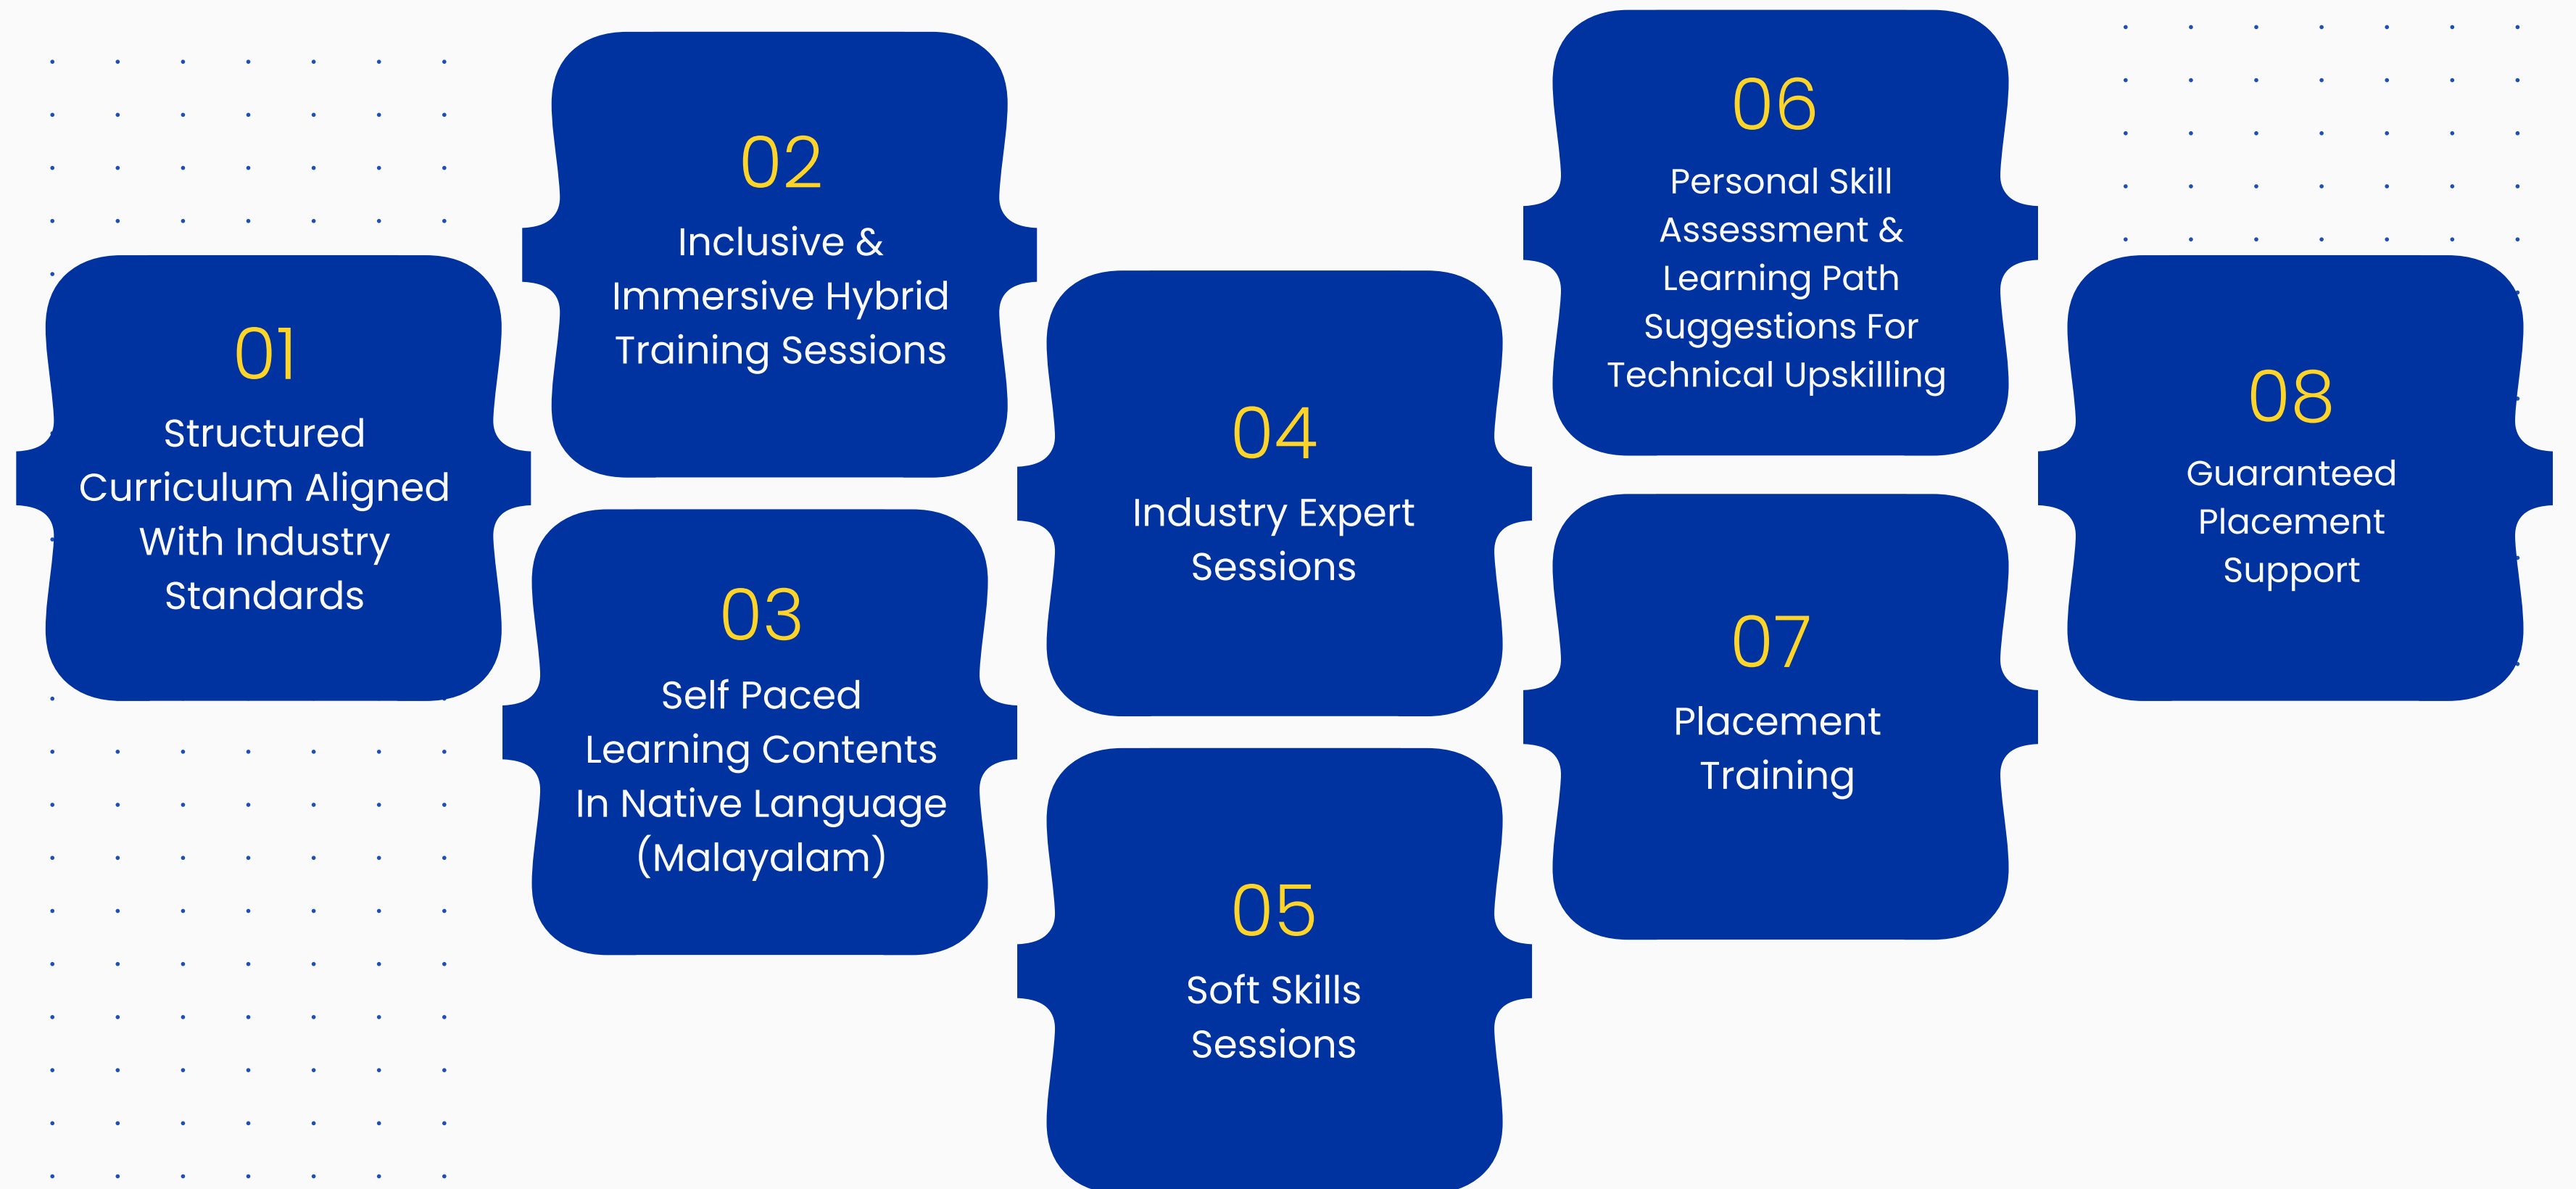 01
Structured
Curriculum Aligned
With Industry
Standards
02
Inclusive &
Immersive Hybrid
Training Sessions
03
Self Paced
Learning Contents
In Native Language
(Malayalam)
04
Industry Expert
Sessions
05
Soft Skills
Sessions
06
Personal Skill
Assessment &
Learning Path
Suggestions For
Technical Upskilling
07
Placement
Training
08
Guaranteed
Placement
Support